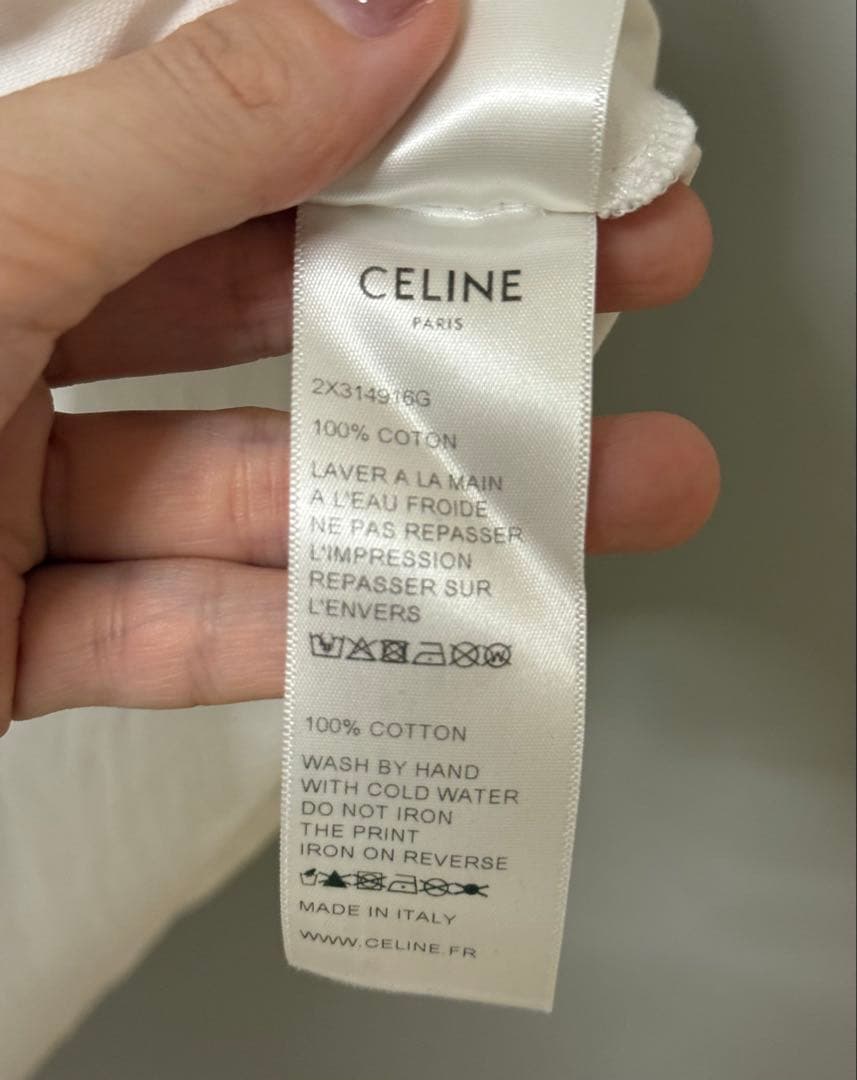 CELINE
PARIS
2X314916G
100% COTON
LAVER A LA MAIN
A L'EAU FROIDE
NE PAS REPASSER
L'IMPRESSION
REPASSER SUR
L'ENVERS
100% COTTON
WASH BY HAND
WITH COLD WATER
DO NOT IRON
THE PRINT
IRON ON REVERSE
MADE IN ITALY
WWW.CELINE.FR